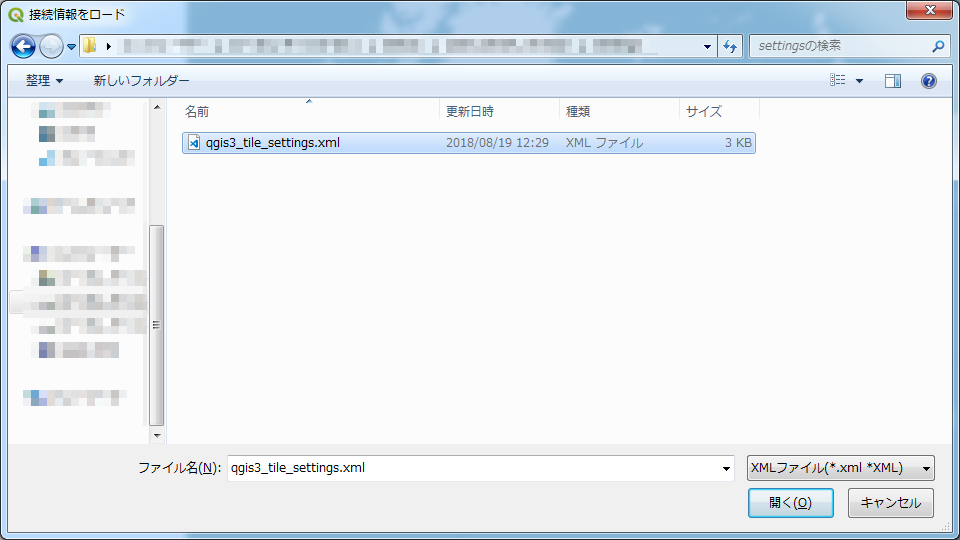 接続情報をロード
settingsの検索
整理 新しいフォルダー
名前 更新日時 種類 サイズ
qgis3_tile_settings.xml 2018/08/19 12:29 XML ファイル 3 KB
ファイル名(N): qgis3_tile_settings.xml XMLファイル(*.xml *XML)
開く(O) キャンセル